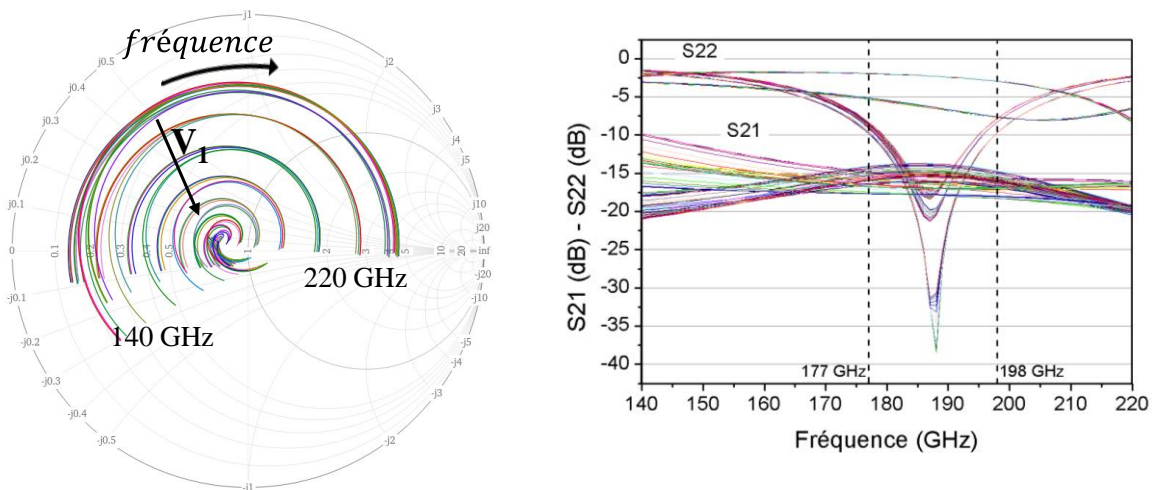 fréquence
V1
220 GHz
140 GHz
j1
j0.5
j2
j0.4
j3
j0.3
j4
j0.2
j5
j0.1
j10
j20
0
0.1
0.2
0.3
0.4
0.5
1
2
3
4
5
10
20
inf
-j20
-j0.1
-j10
-j0.2
-j5
-j4
-j0.3
-j3
-j0.4
-j0.5
-j2
-j1
S21 (dB) - S22 (dB)
0
-5
-10
-15
-20
-25
-30
-35
-40
S22
S21
177 GHz
198 GHz
140 150 160 170 180 190 200 210 220
Fréquence (GHz)